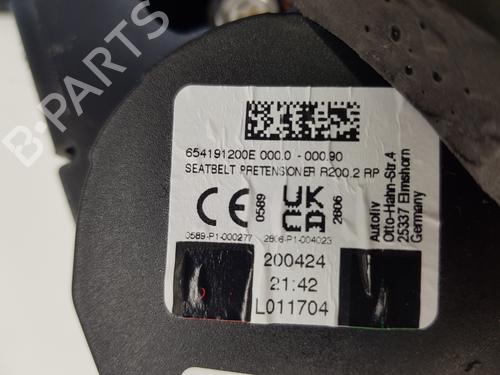 654191200E 000.0 - 000.90
SEATBELT PRETENSIONER R200.2 RP
CE 0589
UK CA 2806
0589-P1-000277
2806-P1-004023
Autoliv
Otto-Hahn-Str.4
25337 Elmshorn
Germany
200424
21:42
L011704
B-PARTS